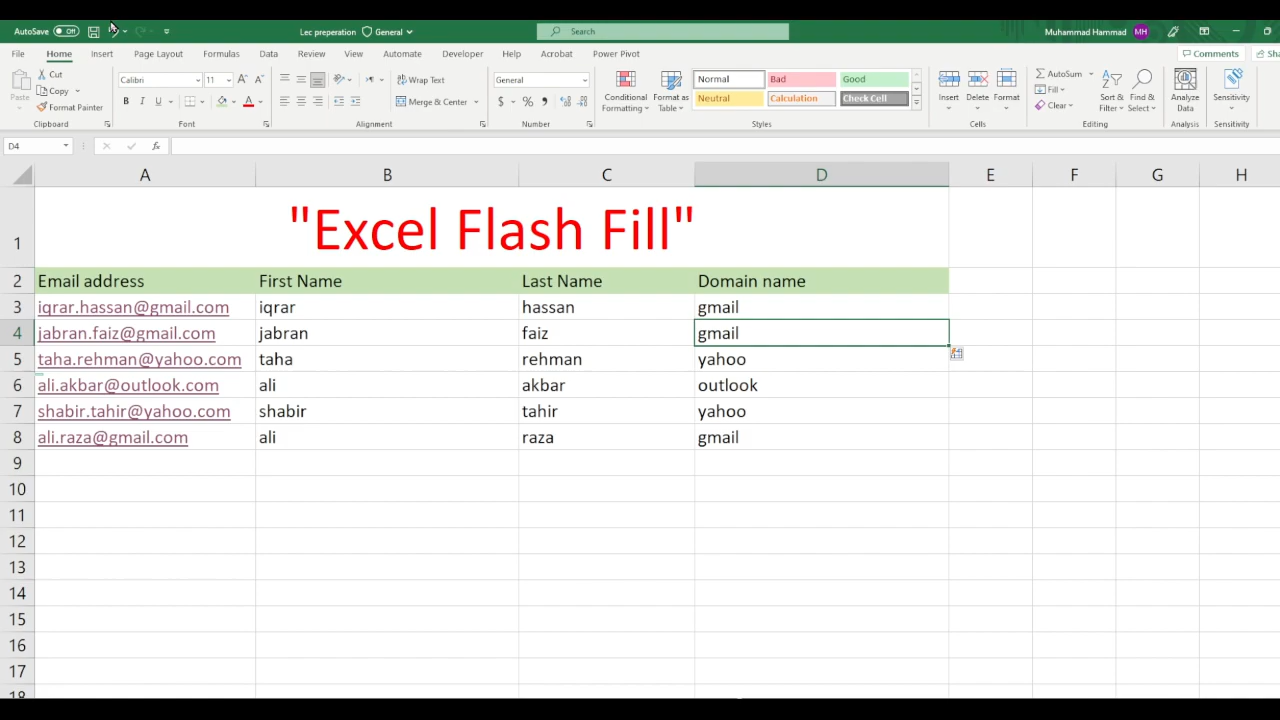 AutoSave Off Lec preperation General Search Muhammad Hammad MH
File Home Insert Page Layout Formulas Data Review View Automate Developer Help Acrobat Power Pivot Comments Sha
Paste Cut Copy Format Painter Clipboard
Calibri 11 A A B I U A Font
Wrap Text Merge & Center Alignment
General $ % , Number
Conditional Formatting Format as Table Normal Bad Good Neutral Calculation Check Cell Styles
Insert Delete Format Cells
AutoSum Fill Clear Sort & Filter Find & Select Editing
Analyze Data Analysis Sensitivity Sensitivity
D4 fx
A B C D E F G H
1 "Excel Flash Fill"
2 Email address First Name Last Name Domain name
3 iqrar.hassan@gmail.com iqrar hassan gmail
4 jabran.faiz@gmail.com jabran faiz gmail
5 taha.rehman@yahoo.com taha rehman yahoo
6 ali.akbar@outlook.com ali akbar outlook
7 shabir.tahir@yahoo.com shabir tahir yahoo
8 ali.raza@gmail.com ali raza gmail
9
10
11
12
13
14
15
16
17
18